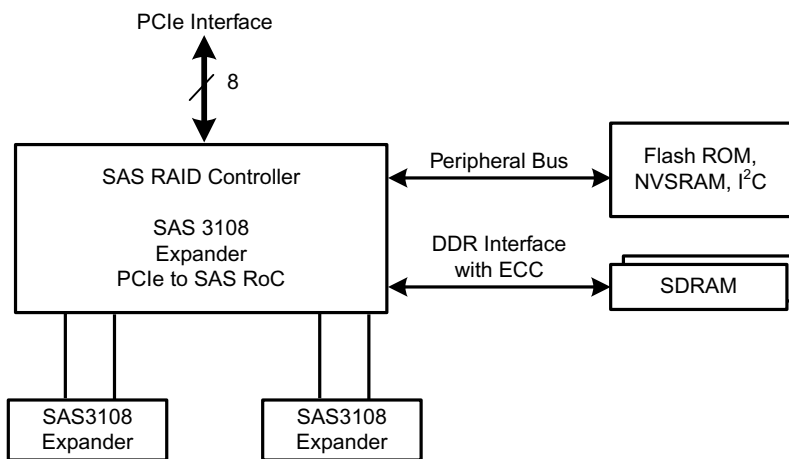 PCIe Interface
8
SAS RAID Controller
SAS 3108
Expander
PCIe to SAS RoC
Peripheral Bus
Flash ROM,
NVSRAM, I²C
DDR Interface
with ECC
SDRAM
SAS3108
Expander
SAS3108
Expander